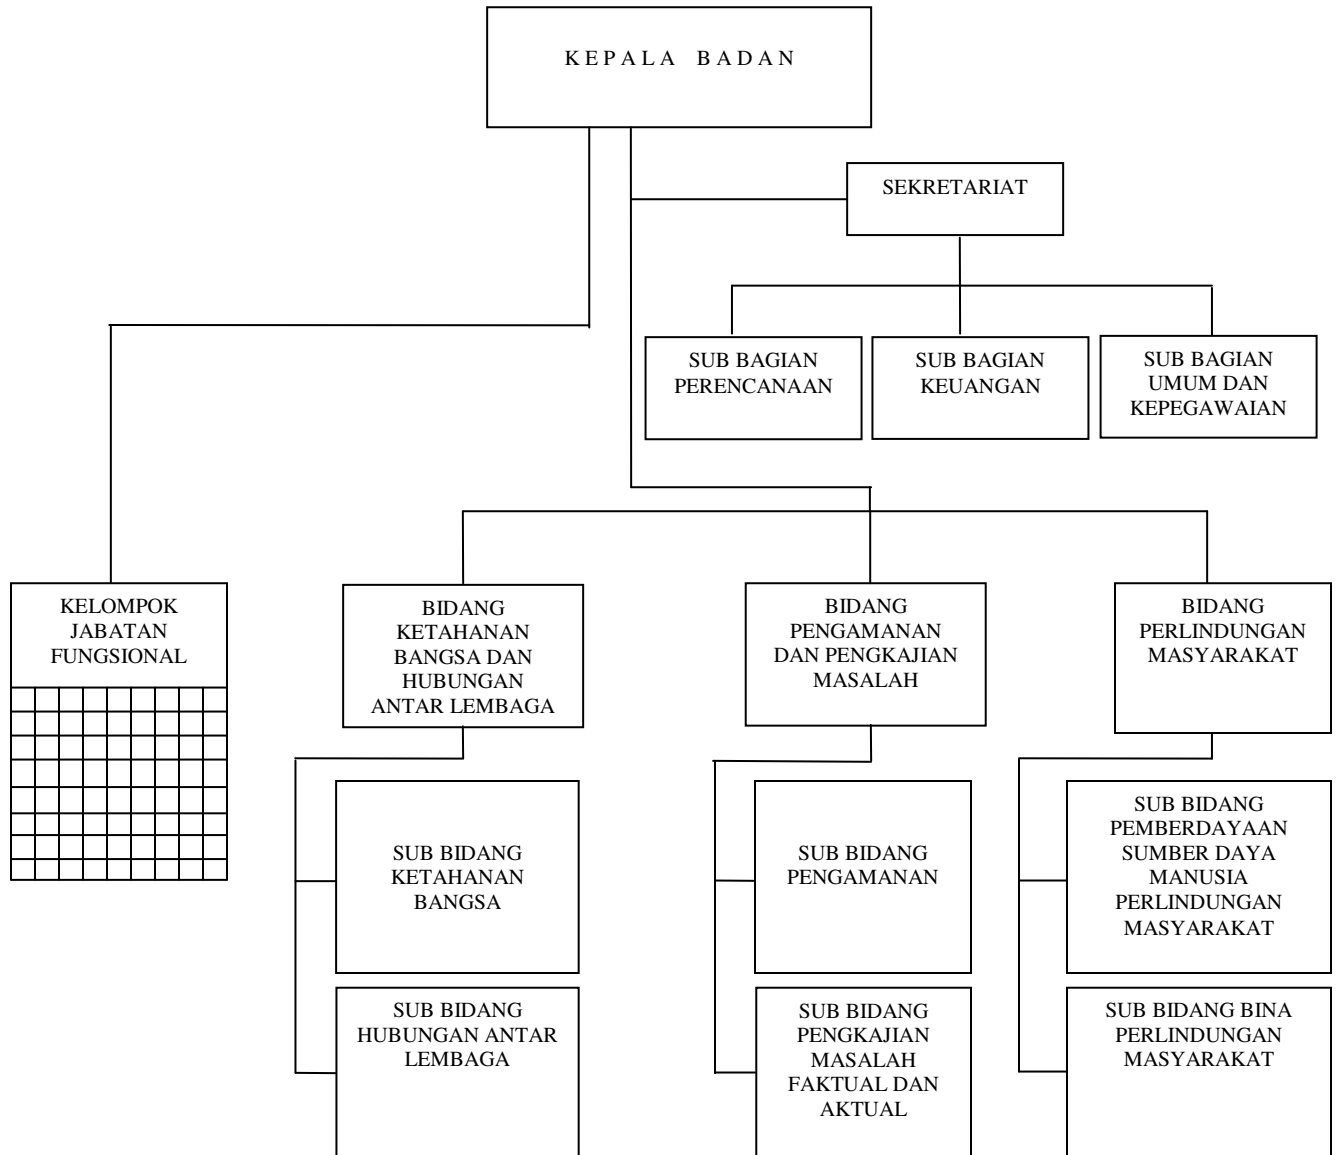 KEPALA BADAN
SEKRETARIAT
SUB BAGIAN
PERENCANAAN
SUB BAGIAN
KEUANGAN
SUB BAGIAN
UMUM DAN
KEPEGAWAIAN
KELOMPOK
JABATAN
FUNGSIONAL
BIDANG
KETAHANAN
BANGSA DAN
HUBUNGAN
ANTAR LEMBAGA
BIDANG
PENGAMANAN
DAN PENGKAJIAN
MASALAH
BIDANG
PERLINDUNGAN
MASYARAKAT
SUB BIDANG
KETAHANAN
BANGSA
SUB BIDANG
PENGAMANAN
SUB BIDANG
PEMBERDAYAAN
SUMBER DAYA
MANUSIA
PERLINDUNGAN
MASYARAKAT
SUB BIDANG
HUBUNGAN ANTAR
LEMBAGA
SUB BIDANG
PENGKAJIAN
MASALAH
FAKTUAL DAN
AKTUAL
SUB BIDANG BINA
PERLINDUNGAN
MASYARAKAT